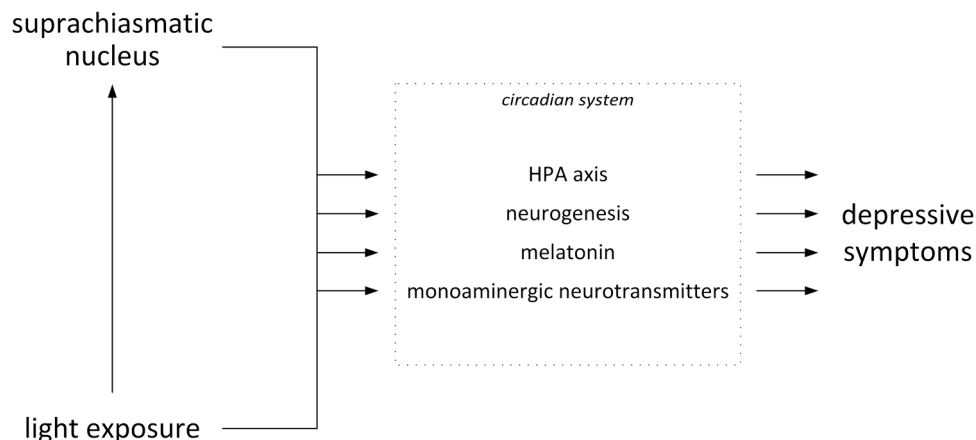 suprachiasmatic
nucleus
circadian system
HPA axis
neurogenesis
melatonin
monoaminergic neurotransmitters
depressive
symptoms
light exposure